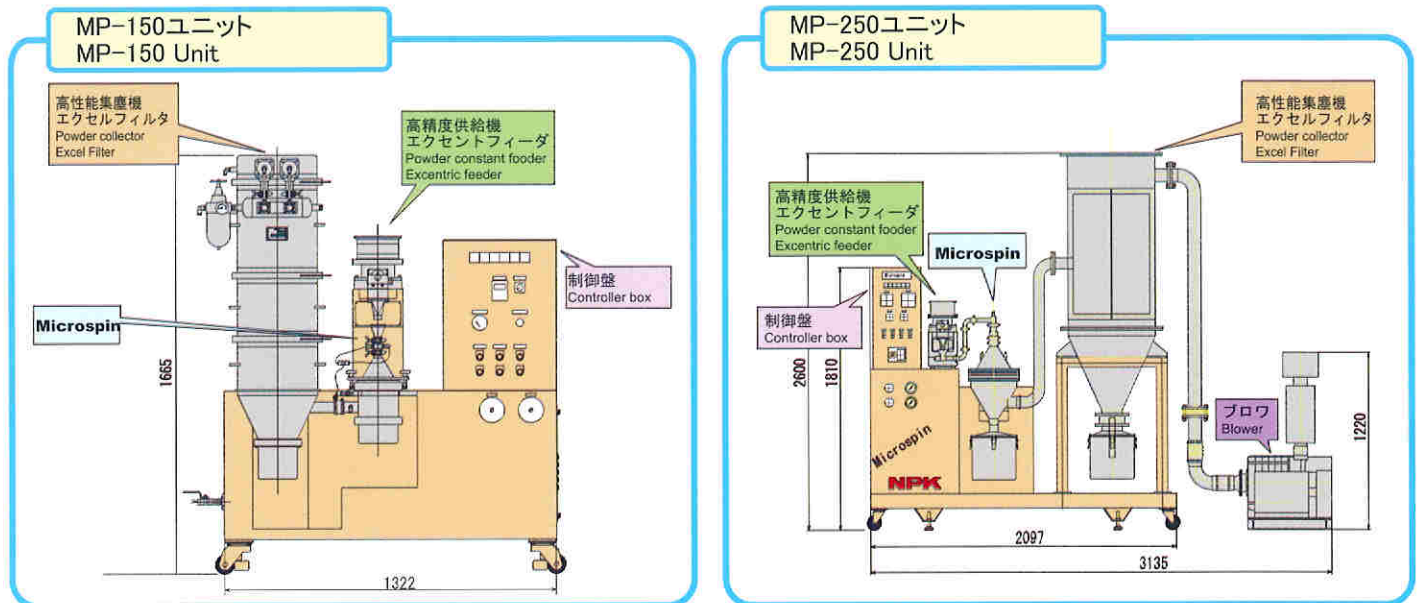 MP-150ユニット
MP-150 Unit
高性能集塵機
エクセルフィルタ
Powder collector
Excel Filter
高精度供給機
エクセントフィーダ
Powder constant fooder
Excentric feeder
制御盤
Controller box
Microspin
1665
1322
MP-250ユニット
MP-250 Unit
高性能集塵機
エクセルフィルタ
Powder collector
Excel Filter
高精度供給機
エクセントフィーダ
Powder constant fooder
Excentric feeder
Microspin
制御盤
Controller box
2600
1810
ブロワ
Blower
1220
Microspin
NPK
2097
3135